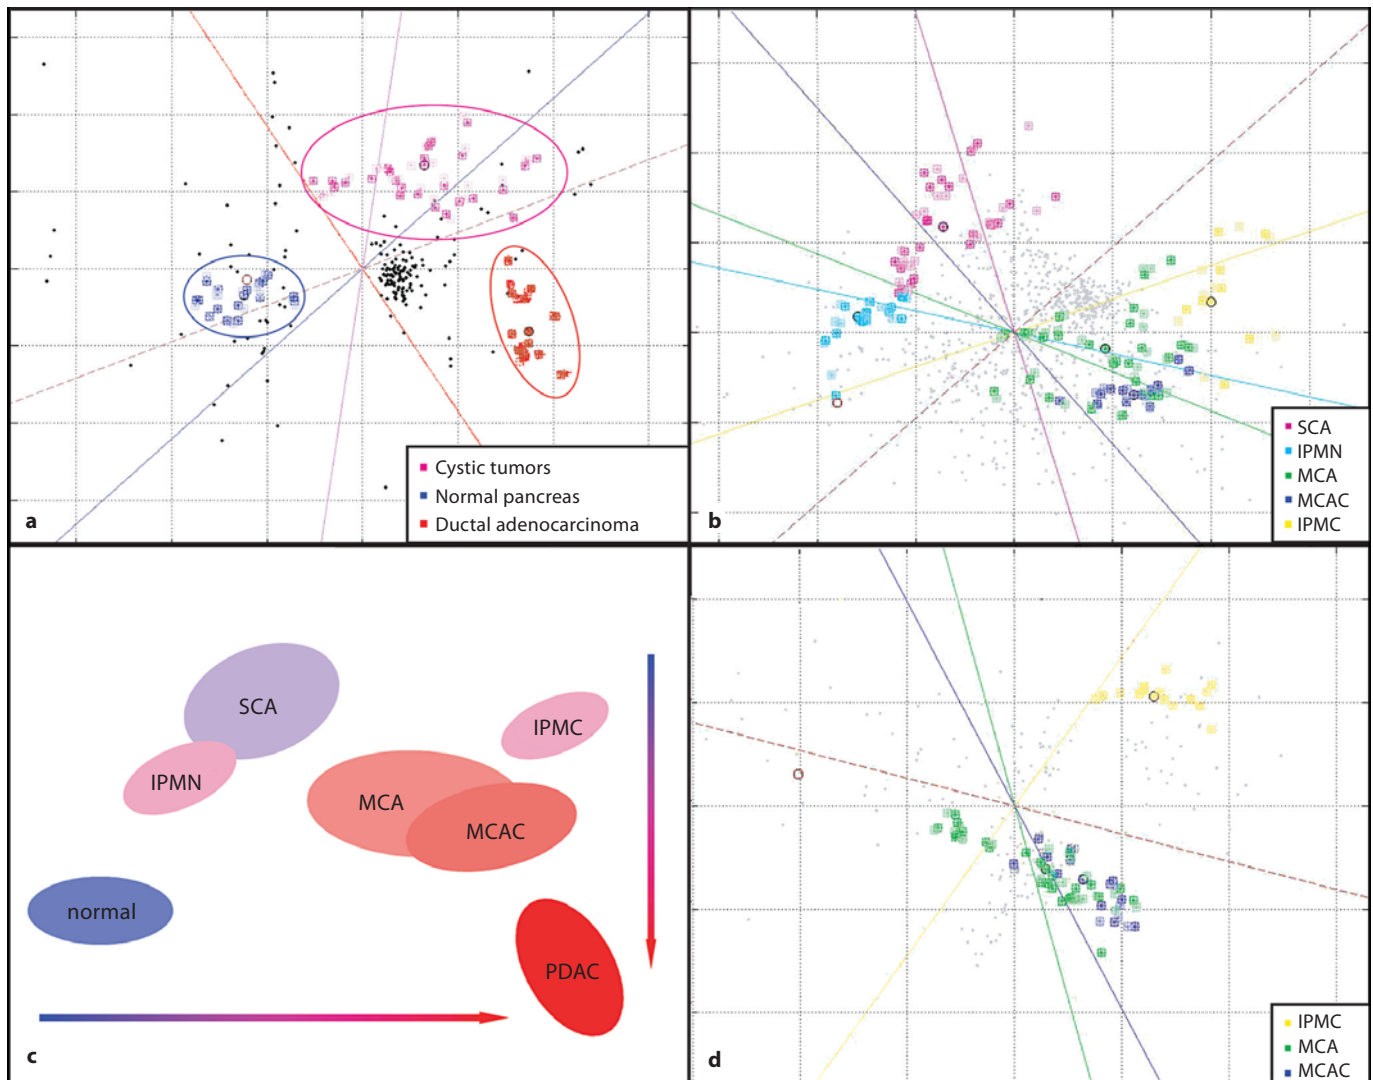 Cystic tumors
Normal pancreas
Ductal adenocarcinoma
a
SCA
IPMN
MCA
MCAC
IPMC
b
SCA
IPMC
IPMN
MCA
MCAC
normal
PDAC
c
IPMC
MCA
MCAC
d